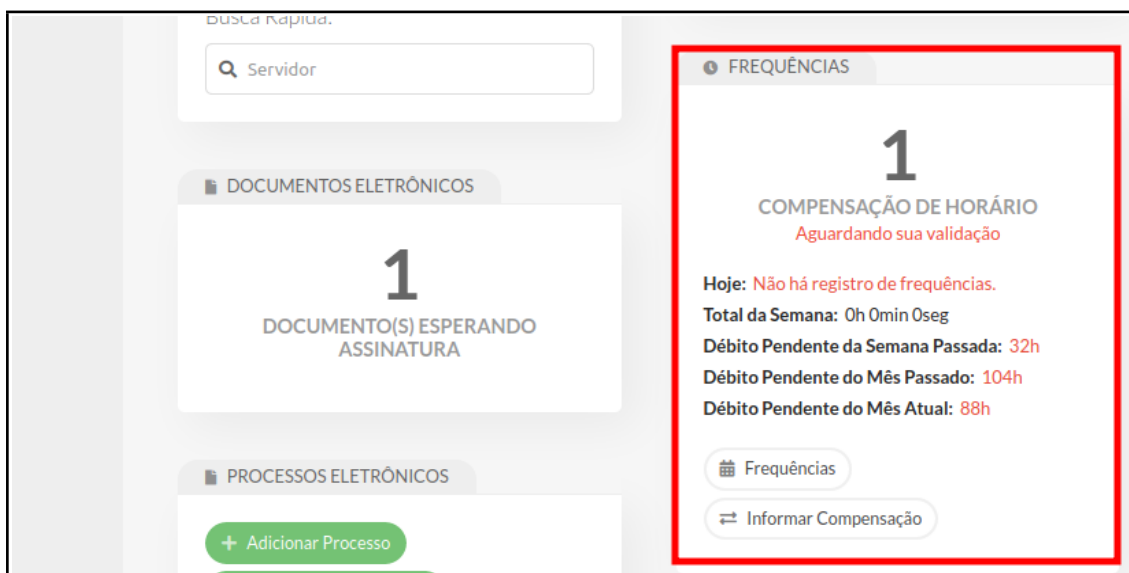 Busca Rápida:
Servidor
DOCUMENTOS ELETRÔNICOS
1
DOCUMENTO(S) ESPERANDO
ASSINATURA
PROCESSOS ELETRÔNICOS
Adicionar Processo
FREQUÊNCIAS
1
COMPENSAÇÃO DE HORÁRIO
Aguardando sua validação
Hoje: Não há registro de frequências.
Total da Semana: 0h 0min 0seg
Débito Pendente da Semana Passada: 32h
Débito Pendente do Mês Passado: 104h
Débito Pendente do Mês Atual: 88h
Frequências
Informar Compensação